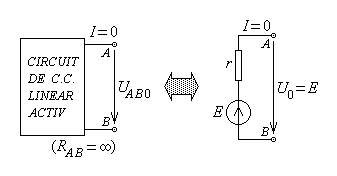 I=0
A
CIRCUIT
DE C.C.
LINEAR
ACTIV
U_AB0
B
(R_AB=∞)
I=0
A
r
U_0=E
E
B